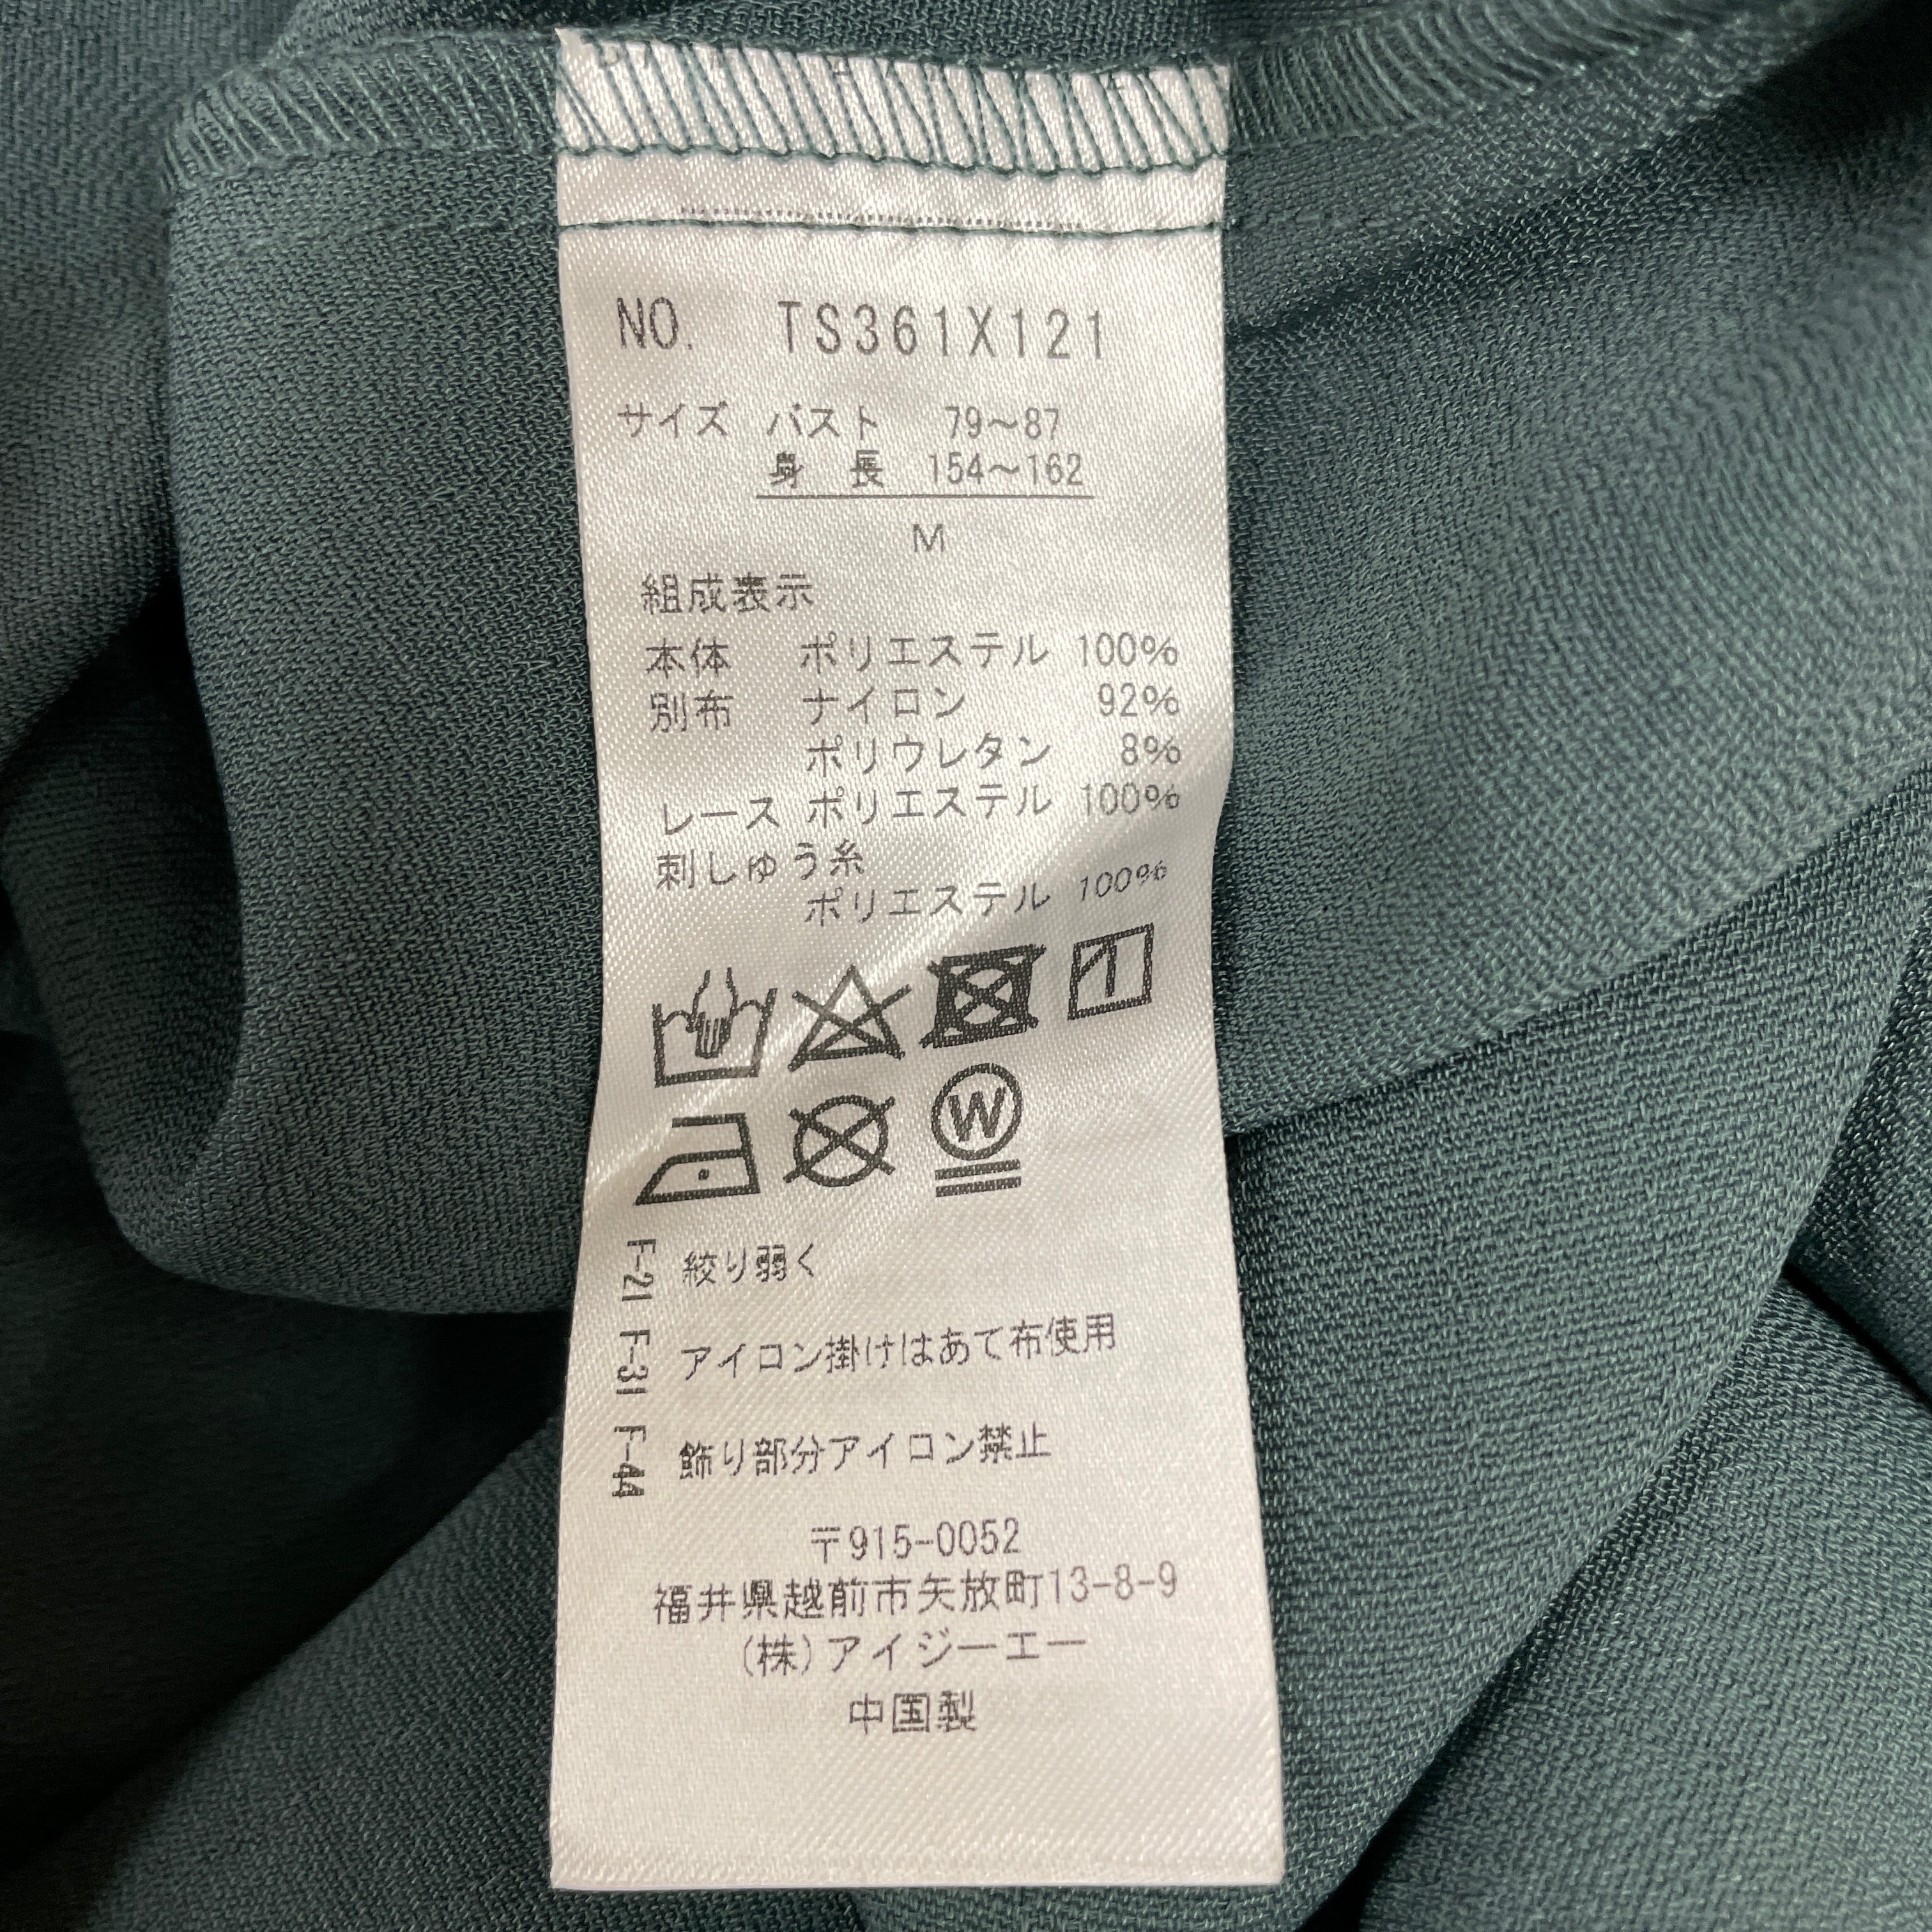 NO. TS361X121
サイズ バスト 79〜87
身 長 154〜162
M
組成表示
本体 ポリエステル 100%
別布 ナイロン 92%
ポリウレタン 8%
レース ポリエステル 100%
刺しゅう糸
ポリエステル 100%
W
F-21 絞り弱く
F-31 アイロン掛けはあて布使用
F-44 飾り部分アイロン禁止
〒915-0052
福井県越前市矢放町13-8-9
(株)アイジーエー
中国製